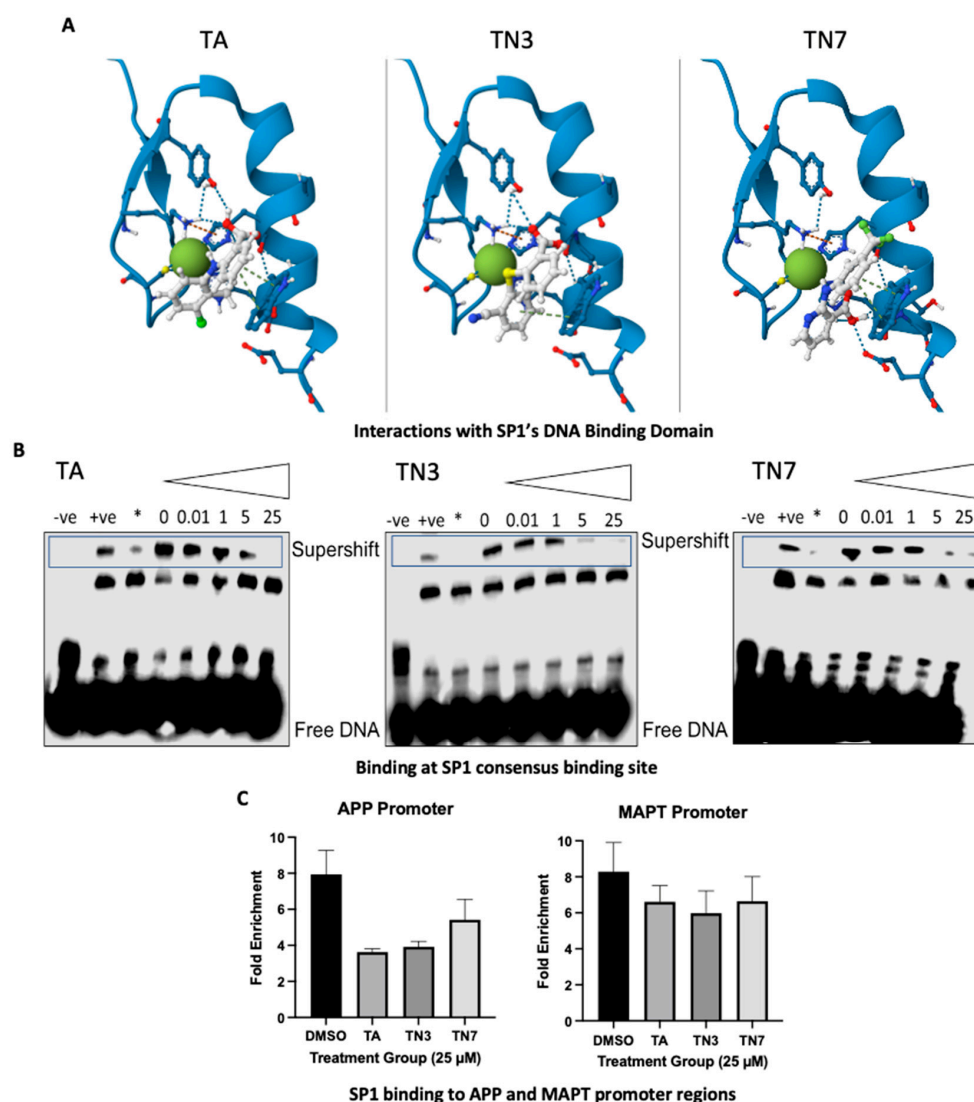 A
TA TN3 TN7
Interactions with SP1's DNA Binding Domain
B
TA TN3 TN7
-ve +ve * 0 0.01 1 5 25 -ve +ve * 0 0.01 1 5 25 -ve +ve * 0 0.01 1 5 25
Supershift Supershift
Free DNA Free DNA
Binding at SP1 consensus binding site
C
APP Promoter MAPT Promoter
10 10
8 8
6 6
4 4
2 2
0 0
Fold Enrichment Fold Enrichment
DMSO TA TN3 TN7 DMSO TA TN3 TN7
Treatment Group (25 µM) Treatment Group (25 µM)
SP1 binding to APP and MAPT promoter regions